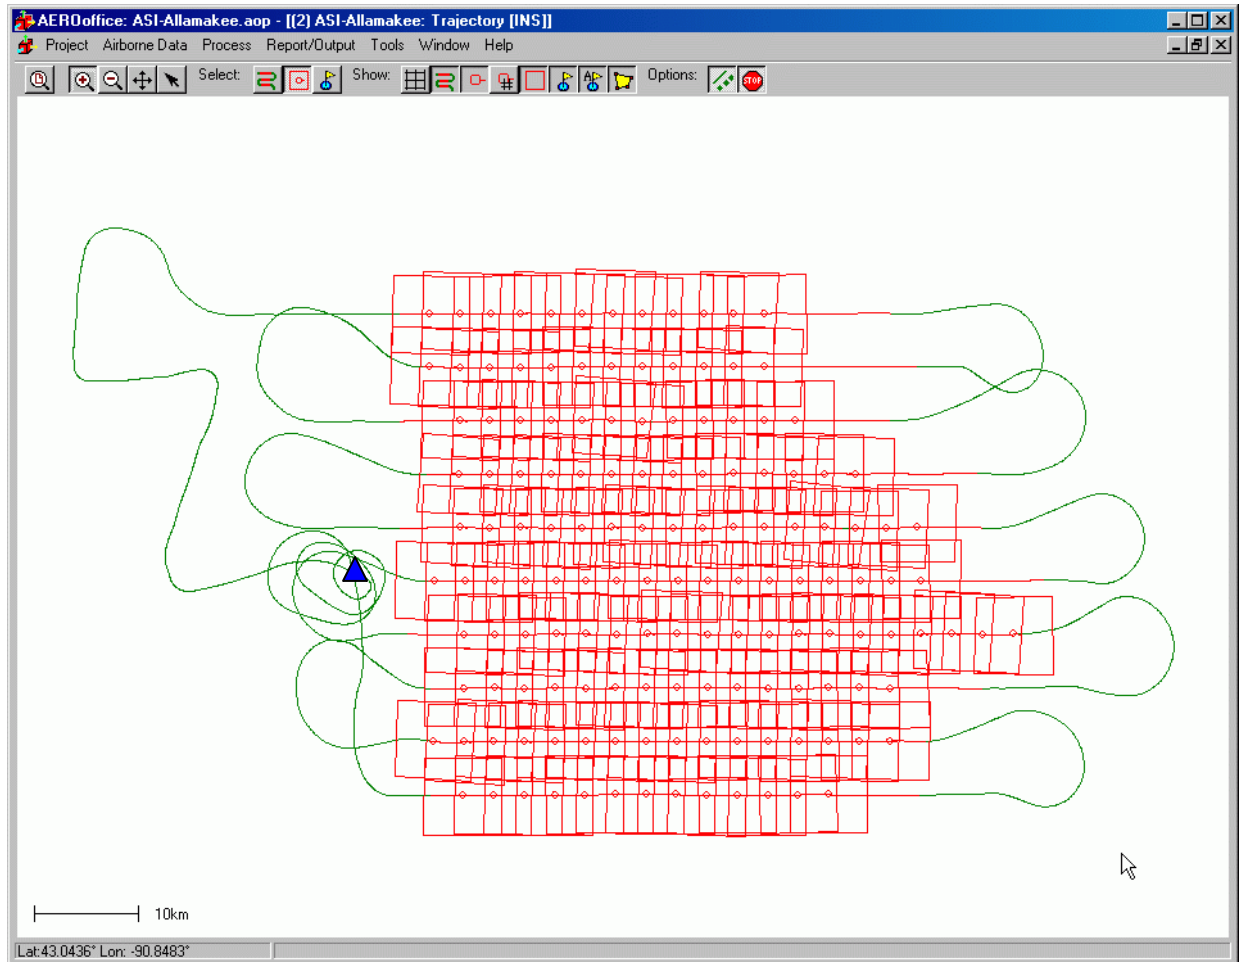 AEROoffice: ASI-Allamakee.aop - [[(2) ASI-Allamakee: Trajectory [INS]]
Project Airborne Data Process Report/Output Tools Window Help
Select: Show: Options:
STOP
10km
Lat:43.0436° Lon: -90.8483°